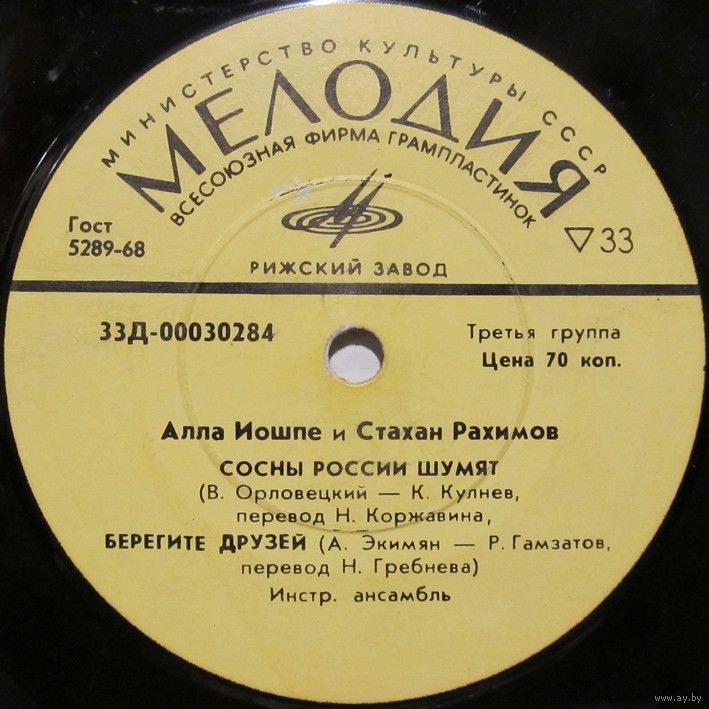 МИНИСТЕРСТВО КУЛЬТУРЫ СССР
МЕЛОДИЯ
ВСЕСОЮЗНАЯ ФИРМА ГРАМПЛАСТИНОК
Гост
5289-68
▽33
РИЖСКИЙ ЗАВОД
33Д-00030284
Третья группа
Цена 70 коп.
Алла Иошпе и Стахан Рахимов
СОСНЫ РОССИИ ШУМЯТ
(В. Орловецкий — К. Кулнев,
перевод Н. Коржавина,
БЕРЕГИТЕ ДРУЗЕЙ (А. Экимян — Р. Гамзатов,
перевод Н. Гребнева)
Инстр. ансамбль
www.ay.by